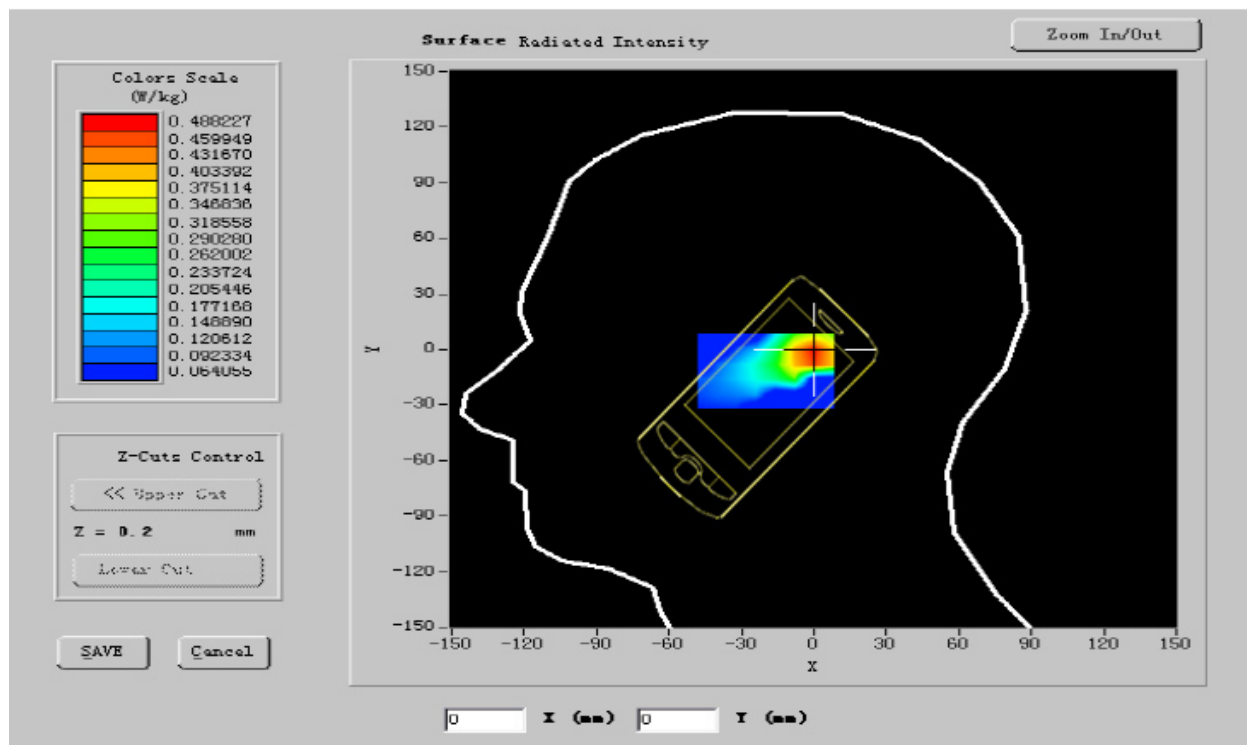 Surface Radiated Intensity
Zoom In/Out
Colors Scale
(W/kg)
0.488227
0.459949
0.431670
0.403392
0.375114
0.346836
0.318558
0.290280
0.262002
0.233724
0.205446
0.177168
0.148890
0.120612
0.092334
0.064055
Z-Cuts Control
<< Upper Cut
Z = 0.2 mm
Lower Cut
SAVE
Cancel
150
120
90
60
30
0
-30
-60
-90
-120
-150
Y
-150 -120 -90 -60 -30 0 30 60 90 120 150
X
0 X (mm) 0 Y (mm)